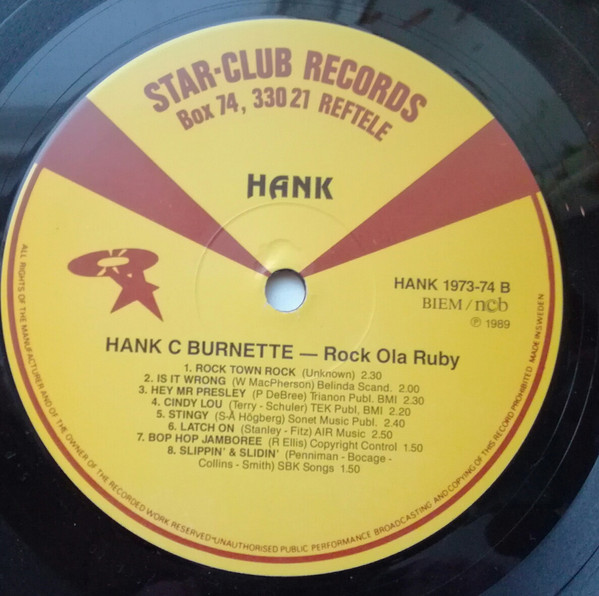 STAR-CLUB RECORDS
Box 74, 330 21 REFTELE
HANK
HANK 1973-74 B
BIEM/ncb
℗ 1989
HANK C BURNETTE — Rock Ola Ruby
1. ROCK TOWN ROCK (Unknown) 2.30
2. IS IT WRONG (W MacPherson) Belinda Scand. 2.00
3. HEY MR PRESLEY (P DeBree) Trianon Publ. BMI 2.30
4. CINDY LOU (Terry - Schuler) TEK Publ, BMI 2.20
5. STINGY (S-Å Högberg) Sonet Music Publ. 2.40
6. LATCH ON (Stanley - Fitz) AIR Music 2.50
7. BOP HOP JAMBOREE (R Ellis) Copyright Control 1.50
8. SLIPPIN' & SLIDIN' (Penniman - Bocage -
Collins - Smith) SBK Songs 1.50
ALL RIGHTS OF THE MANUFACTURER AND OF THE OWNER OF THE RECORDED WORK RESERVED • UNAUTHORISED PUBLIC PERFORMANCE BROADCASTING AND COPYING OF THIS RECORD PROHIBITED MADE IN SWEDEN